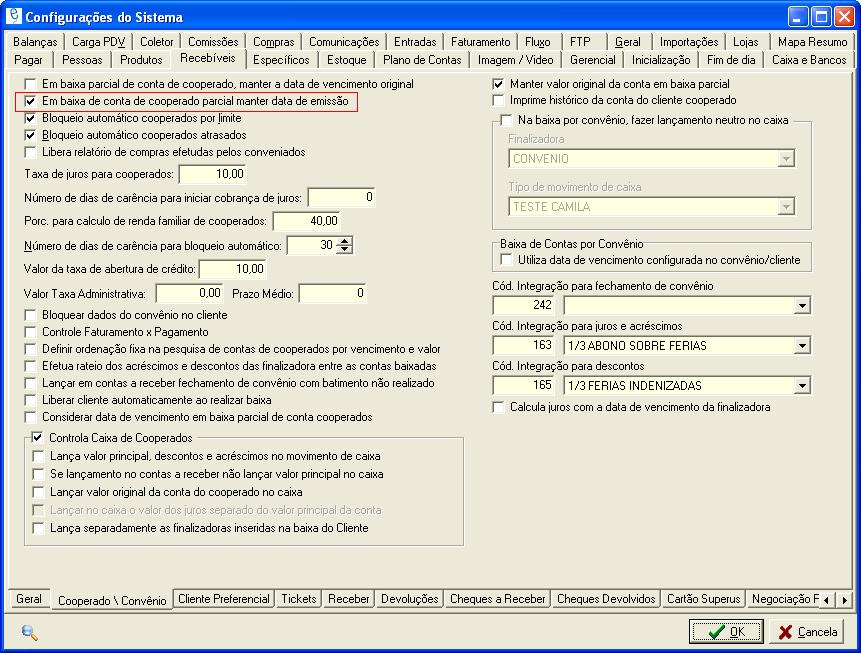 Configurações do Sistema
Balanças Carga PDV Coletor Comissões Compras Comunicações Entradas Faturamento Fluxo FTP Geral Importações Lojas Mapa Resumo
Pagar Pessoas Produtos Recebíveis Específicos Estoque Plano de Contas Imagem / Video Gerencial Inicialização Fim de dia Caixa e Bancos
Em baixa parcial de conta de cooperado, manter a data de vencimento original
Em baixa de conta de cooperado parcial manter data de emissão
Bloqueio automático cooperados por limite
Bloqueio automático cooperados atrasados
Libera relatório de compras efetuadas pelos conveniados
Taxa de juros para cooperados: 10,00
Número de dias de carência para iniciar cobrança de juros: 0
Porc. para calculo de renda familiar de cooperados: 40,00
Número de dias de carência para bloqueio automático: 30
Valor da taxa de abertura de crédito: 10,00
Valor Taxa Administrativa: 0,00 Prazo Médio: 0
Bloquear dados do convênio no cliente
Controle Faturamento x Pagamento
Definir ordenação fixa na pesquisa de contas de cooperados por vencimento e valor
Efetua rateio dos acréscimos e descontos das finalizadora entre as contas baixadas
Lançar em contas a receber fechamento de convênio com batimento não realizado
Liberar cliente automaticamente ao realizar baixa
Considerar data de vencimento em baixa parcial de conta cooperados
Controla Caixa de Cooperados
Lança valor principal, descontos e acréscimos no movimento de caixa
Se lançamento no contas a receber não lançar valor principal no caixa
Lançar valor original da conta do cooperado no caixa
Lançar no caixa o valor dos juros separado do valor principal da conta
Lança separadamente as finalizadoras inseridas na baixa do Cliente
Manter valor original da conta em baixa parcial
Imprime histórico da conta do cliente cooperado
Na baixa por convênio, fazer lançamento neutro no caixa
Finalizadora
CONVENIO
Tipo de movimento de caixa
TESTE CAMILA
Baixa de Contas por Convênio
Utiliza data de vencimento configurada no convênio/cliente
Cód. Integração para fechamento de convênio
242
Cód. Integração para juros e acréscimos
163 1/3 ABONO SOBRE FERIAS
Cód. Integração para descontos
165 1/3 FERIAS INDENIZADAS
Calcula juros com a data de vencimento da finalizadora
Geral Cooperado \ Convênio Cliente Preferencial Tickets Receber Devoluções Cheques a Receber Cheques Devolvidos Cartão Superus Negociação F
OK Cancela